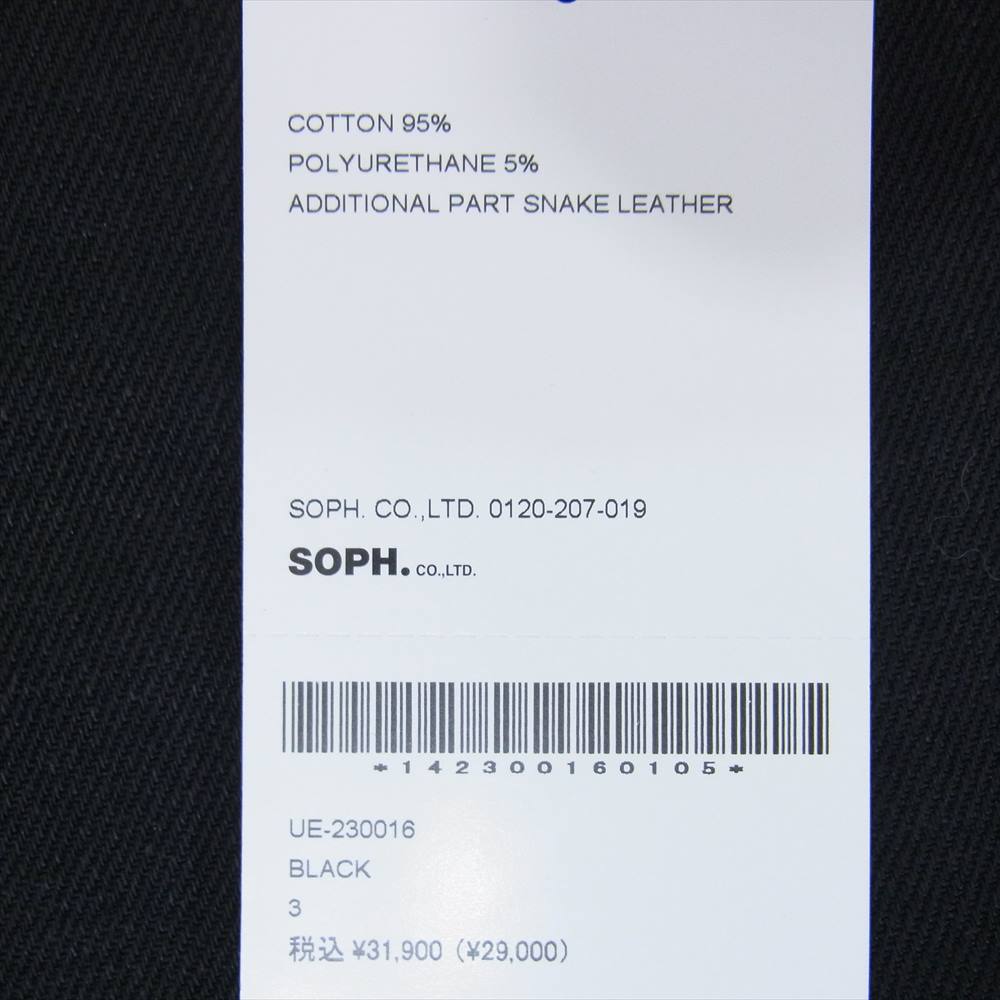 COTTON 95%
POLYURETHANE 5%
ADDITIONAL PART SNAKE LEATHER
SOPH. CO.,LTD. 0120-207-019
SOPH. CO.,LTD.
*142300160105*
UE-230016
BLACK
3
税込 ¥31,900 (¥29,000)